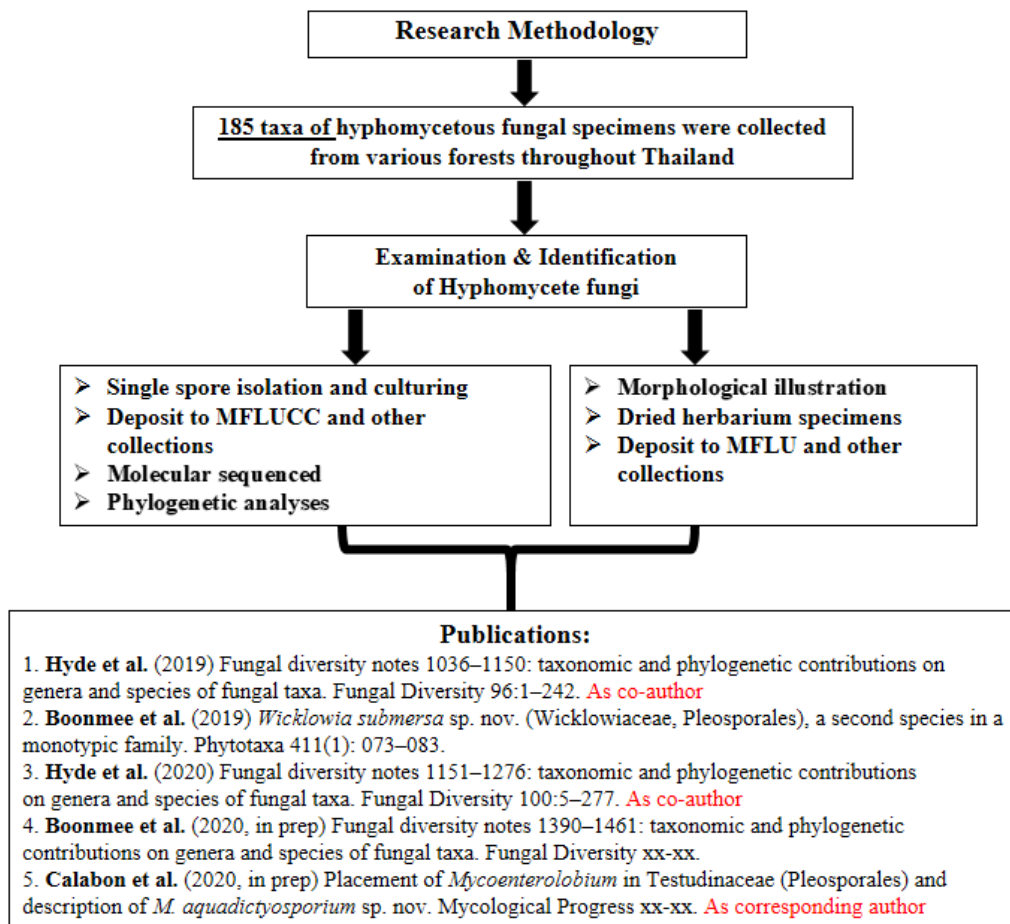 Research Methodology
185 taxa of hyphomycetous fungal specimens were collected
from various forests throughout Thailand
Examination & Identification
of Hyphomycete fungi
➢ Single spore isolation and culturing
➢ Deposit to MFLUCC and other
collections
➢ Molecular sequenced
➢ Phylogenetic analyses
➢ Morphological illustration
➢ Dried herbarium specimens
➢ Deposit to MFLU and other
collections
Publications:
1. Hyde et al. (2019) Fungal diversity notes 1036–1150: taxonomic and phylogenetic contributions on
genera and species of fungal taxa. Fungal Diversity 96:1–242. As co-author
2. Boonmee et al. (2019) Wicklowia submersa sp. nov. (Wicklowiaceae, Pleosporales), a second species in a
monotypic family. Phytotaxa 411(1): 073–083.
3. Hyde et al. (2020) Fungal diversity notes 1151–1276: taxonomic and phylogenetic contributions
on genera and species of fungal taxa. Fungal Diversity 100:5–277. As co-author
4. Boonmee et al. (2020, in prep) Fungal diversity notes 1390–1461: taxonomic and phylogenetic
contributions on genera and species of fungal taxa. Fungal Diversity xx-xx.
5. Calabon et al. (2020, in prep) Placement of Mycoenterolobium in Testudinaceae (Pleosporales) and
description of M. aquadictyosporium sp. nov. Mycological Progress xx-xx. As corresponding author